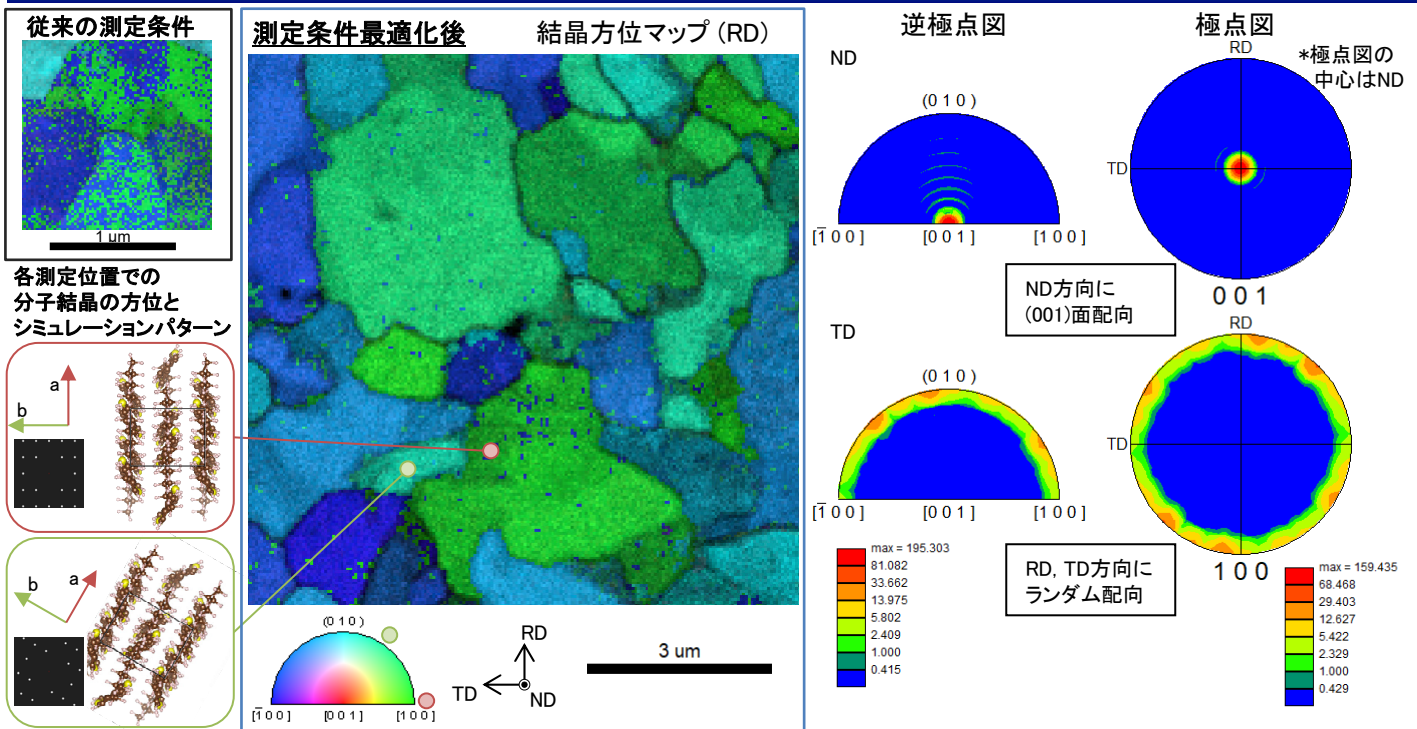 従来の測定条件
1 um
各測定位置での
分子結晶の方位と
シミュレーションパターン
a
b
b
a
測定条件最適化後
結晶方位マップ (RD)
(0 1 0)
[1̅ 0 0]
[0 0 1]
[1 0 0]
RD
TD
ND
3 um
逆極点図
極点図
ND
(0 1 0)
[1̅ 0 0]
[0 0 1]
[1 0 0]
RD
TD
*極点図の
中心はND
0 0 1
ND方向に
(001)面配向
TD
(0 1 0)
[1̅ 0 0]
[0 0 1]
[1 0 0]
RD
TD
1 0 0
max = 195.303
81.082
33.662
13.975
5.802
2.409
1.000
0.415
RD, TD方向に
ランダム配向
max = 159.435
68.468
29.403
12.627
5.422
2.329
1.000
0.429